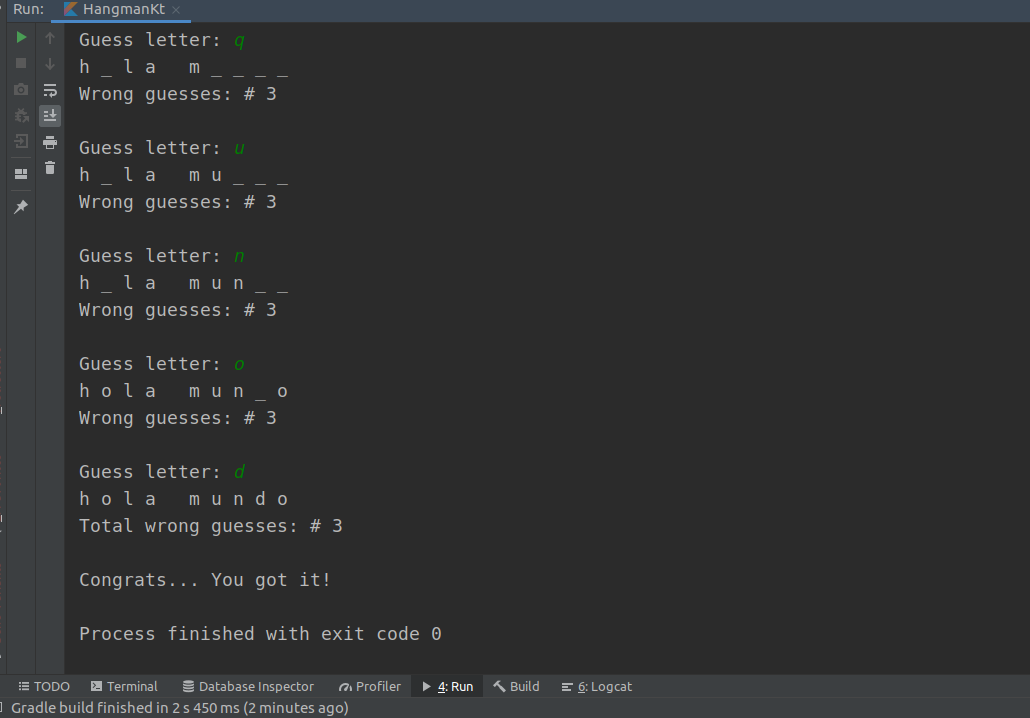 Run: HangmanKt
Guess letter: q
h _ l a   m _ _ _ _
Wrong guesses: # 3
Guess letter: u
h _ l a   m u _ _ _
Wrong guesses: # 3
Guess letter: n
h _ l a   m u n _ _
Wrong guesses: # 3
Guess letter: o
h o l a   m u n _ o
Wrong guesses: # 3
Guess letter: d
h o l a   m u n d o
Total wrong guesses: # 3
Congrats... You got it!
Process finished with exit code 0
TODO Terminal Database Inspector Profiler 4: Run Build 6: Logcat
Gradle build finished in 2 s 450 ms (2 minutes ago)